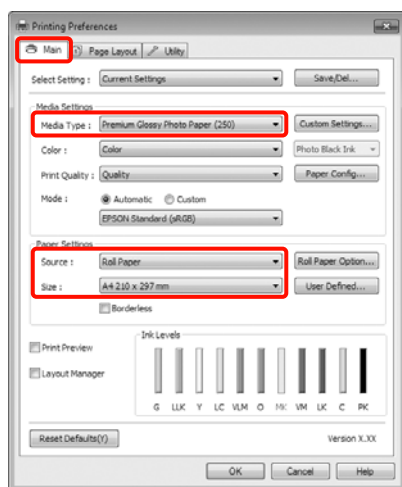 Printing Preferences
Main Page Layout Utility
Select Setting : Current Settings Save/Del...
Media Settings
Media Type : Premium Glossy Photo Paper (250) Custom Settings...
Color : Color Photo Black Ink
Print Quality : Quality Paper Config...
Mode : Automatic Custom
EPSON Standard (sRGB)
Paper Settings
Source : Roll Paper Roll Paper Option...
Size : A4 210 x 297 mm User Defined...
Borderless
Ink Levels
Print Preview
Layout Manager
G LLK Y LC VLM O MK VM LK C PK
Reset Defaults(Y) Version X.XX
OK Cancel Help